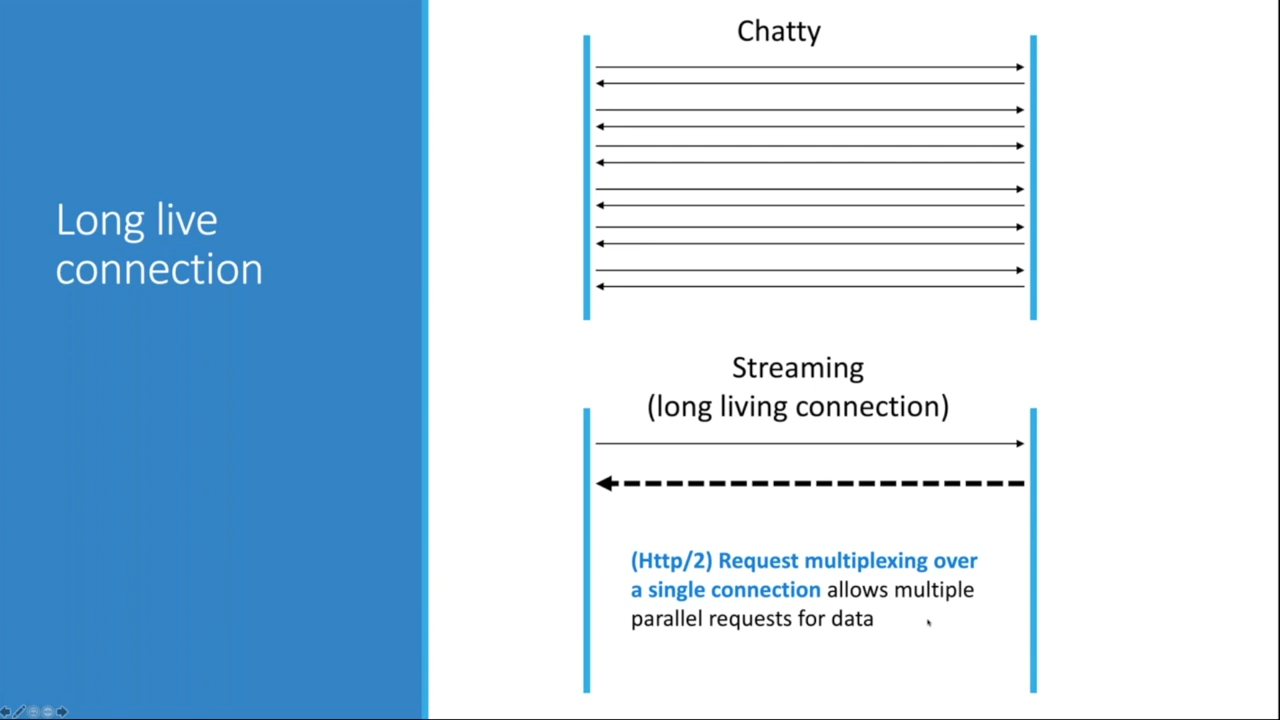 Long live
connection
Chatty
Streaming
(long living connection)
(Http/2) Request multiplexing over
a single connection allows multiple
parallel requests for data